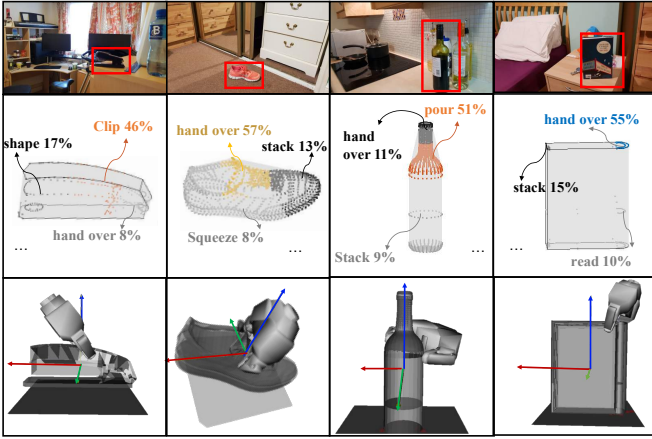 Clip 46%
shape 17%
hand over 8%
...
hand over 57%
stack 13%
Squeeze 8%
...
pour 51%
hand
over 11%
Stack 9%
...
hand over 55%
stack 15%
read 10%
...